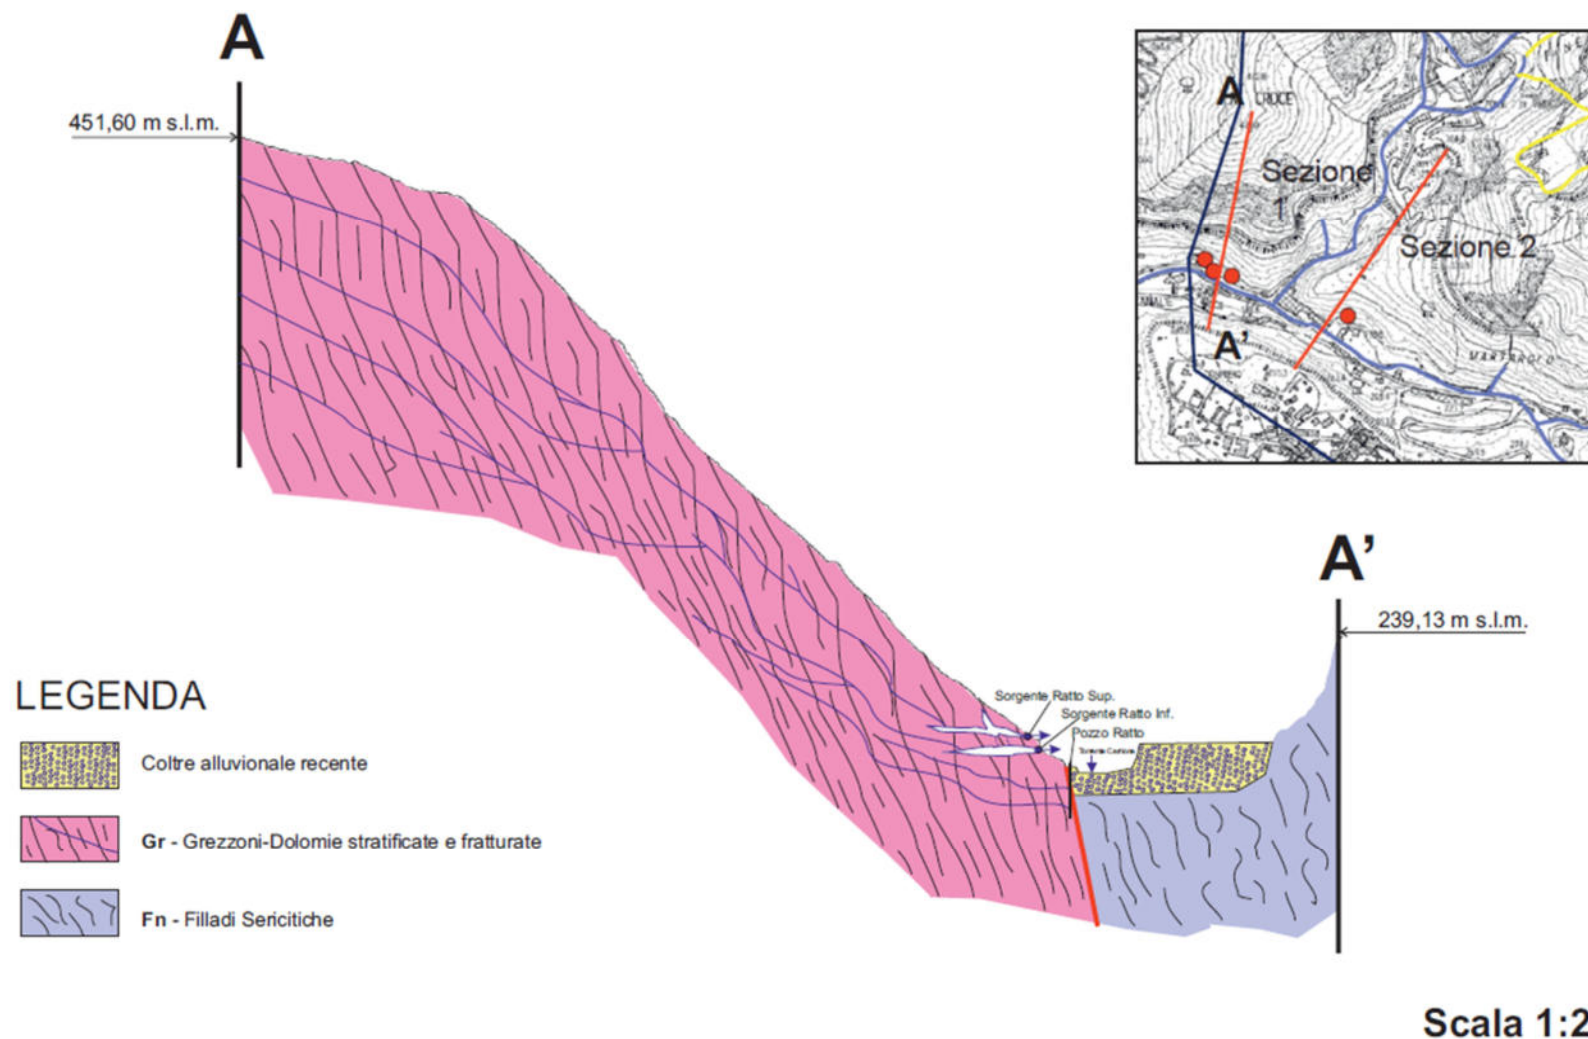 A
451,60 m s.l.m.
A
CRUCE
Sezione
1
Sezione 2
A'
A'
239,13 m s.l.m.
Sorgente Ratto Sup.
Sorgente Ratto Inf.
Pozzo Ratto
LEGENDA
Coltre alluvionale recente
Gr - Grezzoni-Dolomie stratificate e fratturate
Fn - Filladi Sericitiche
Scala 1:2